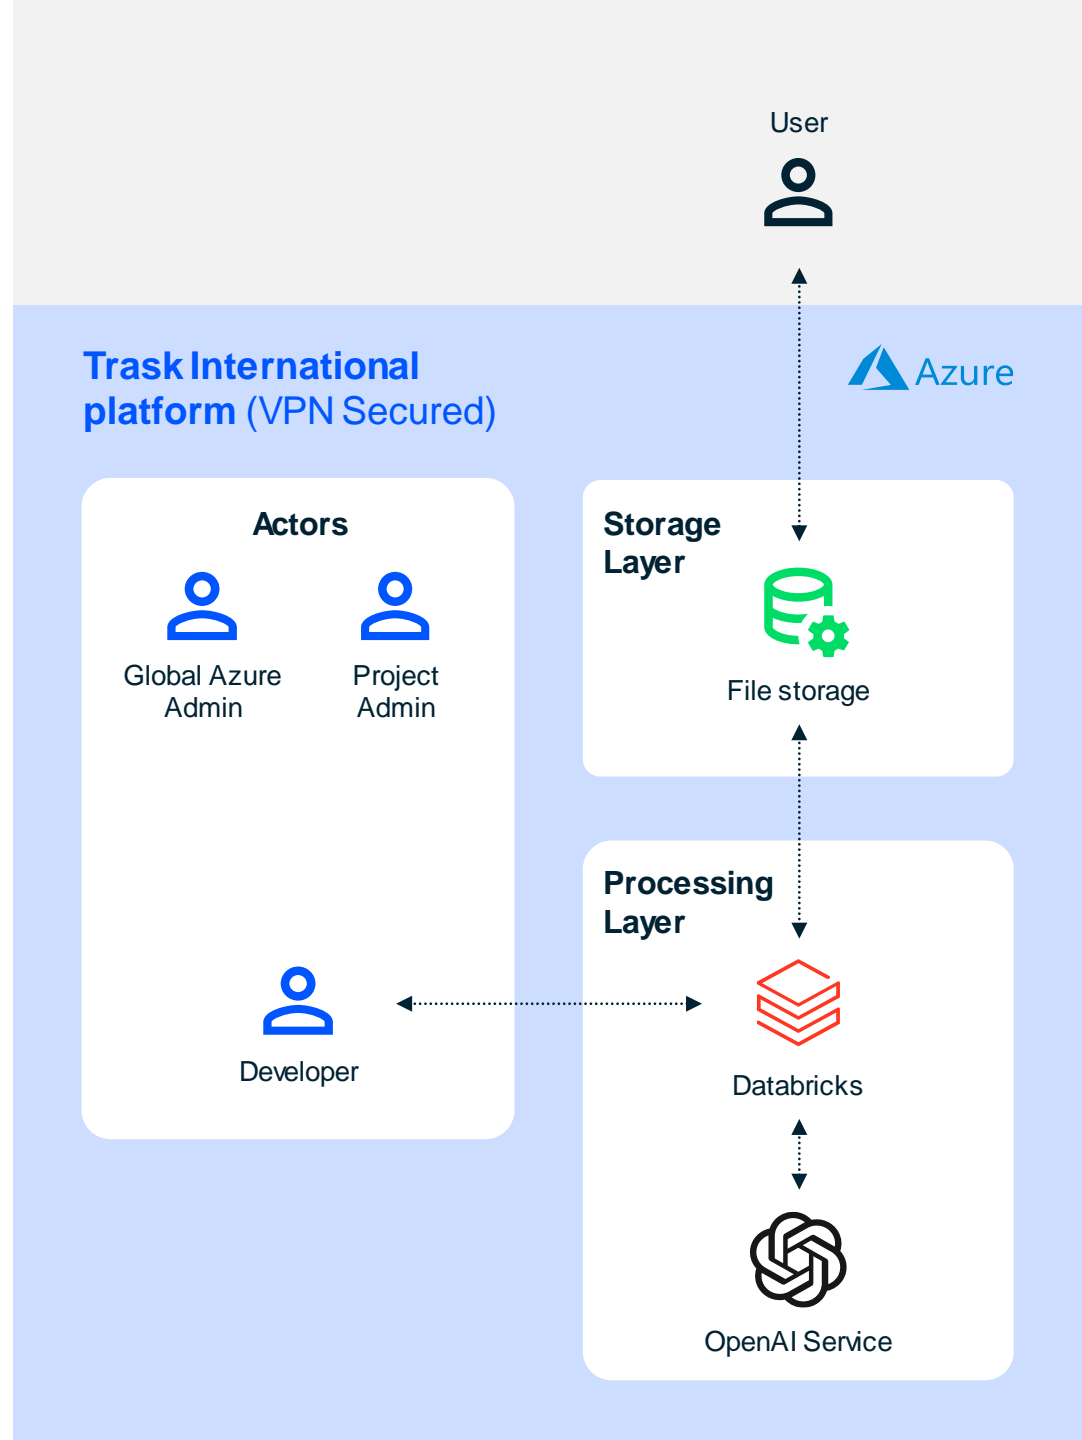 User
Trask International
platform (VPN Secured)
Azure
Actors
Global Azure
Admin
Project
Admin
Developer
Storage
Layer
File storage
Processing
Layer
Databricks
OpenAI Service